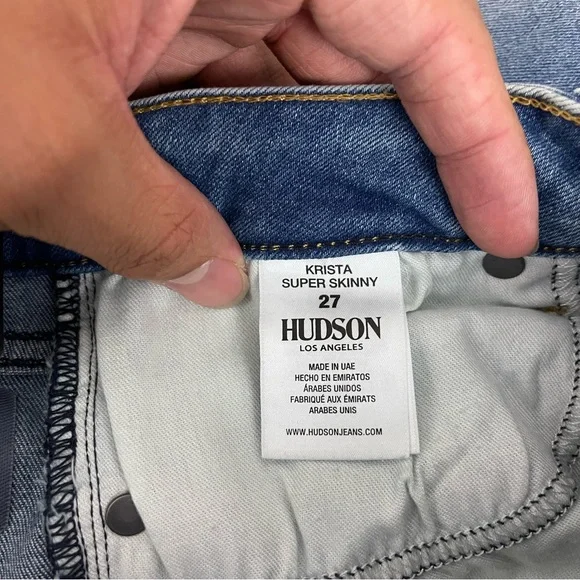 KRISTA
SUPER SKINNY
27
HUDSON
LOS ANGELES
MADE IN UAE
HECHO EN EMIRATOS
ÁRABES UNIDOS
FABRIQUÉ AUX ÉMIRATS
ARABES UNIS
WWW.HUDSONJEANS.COM